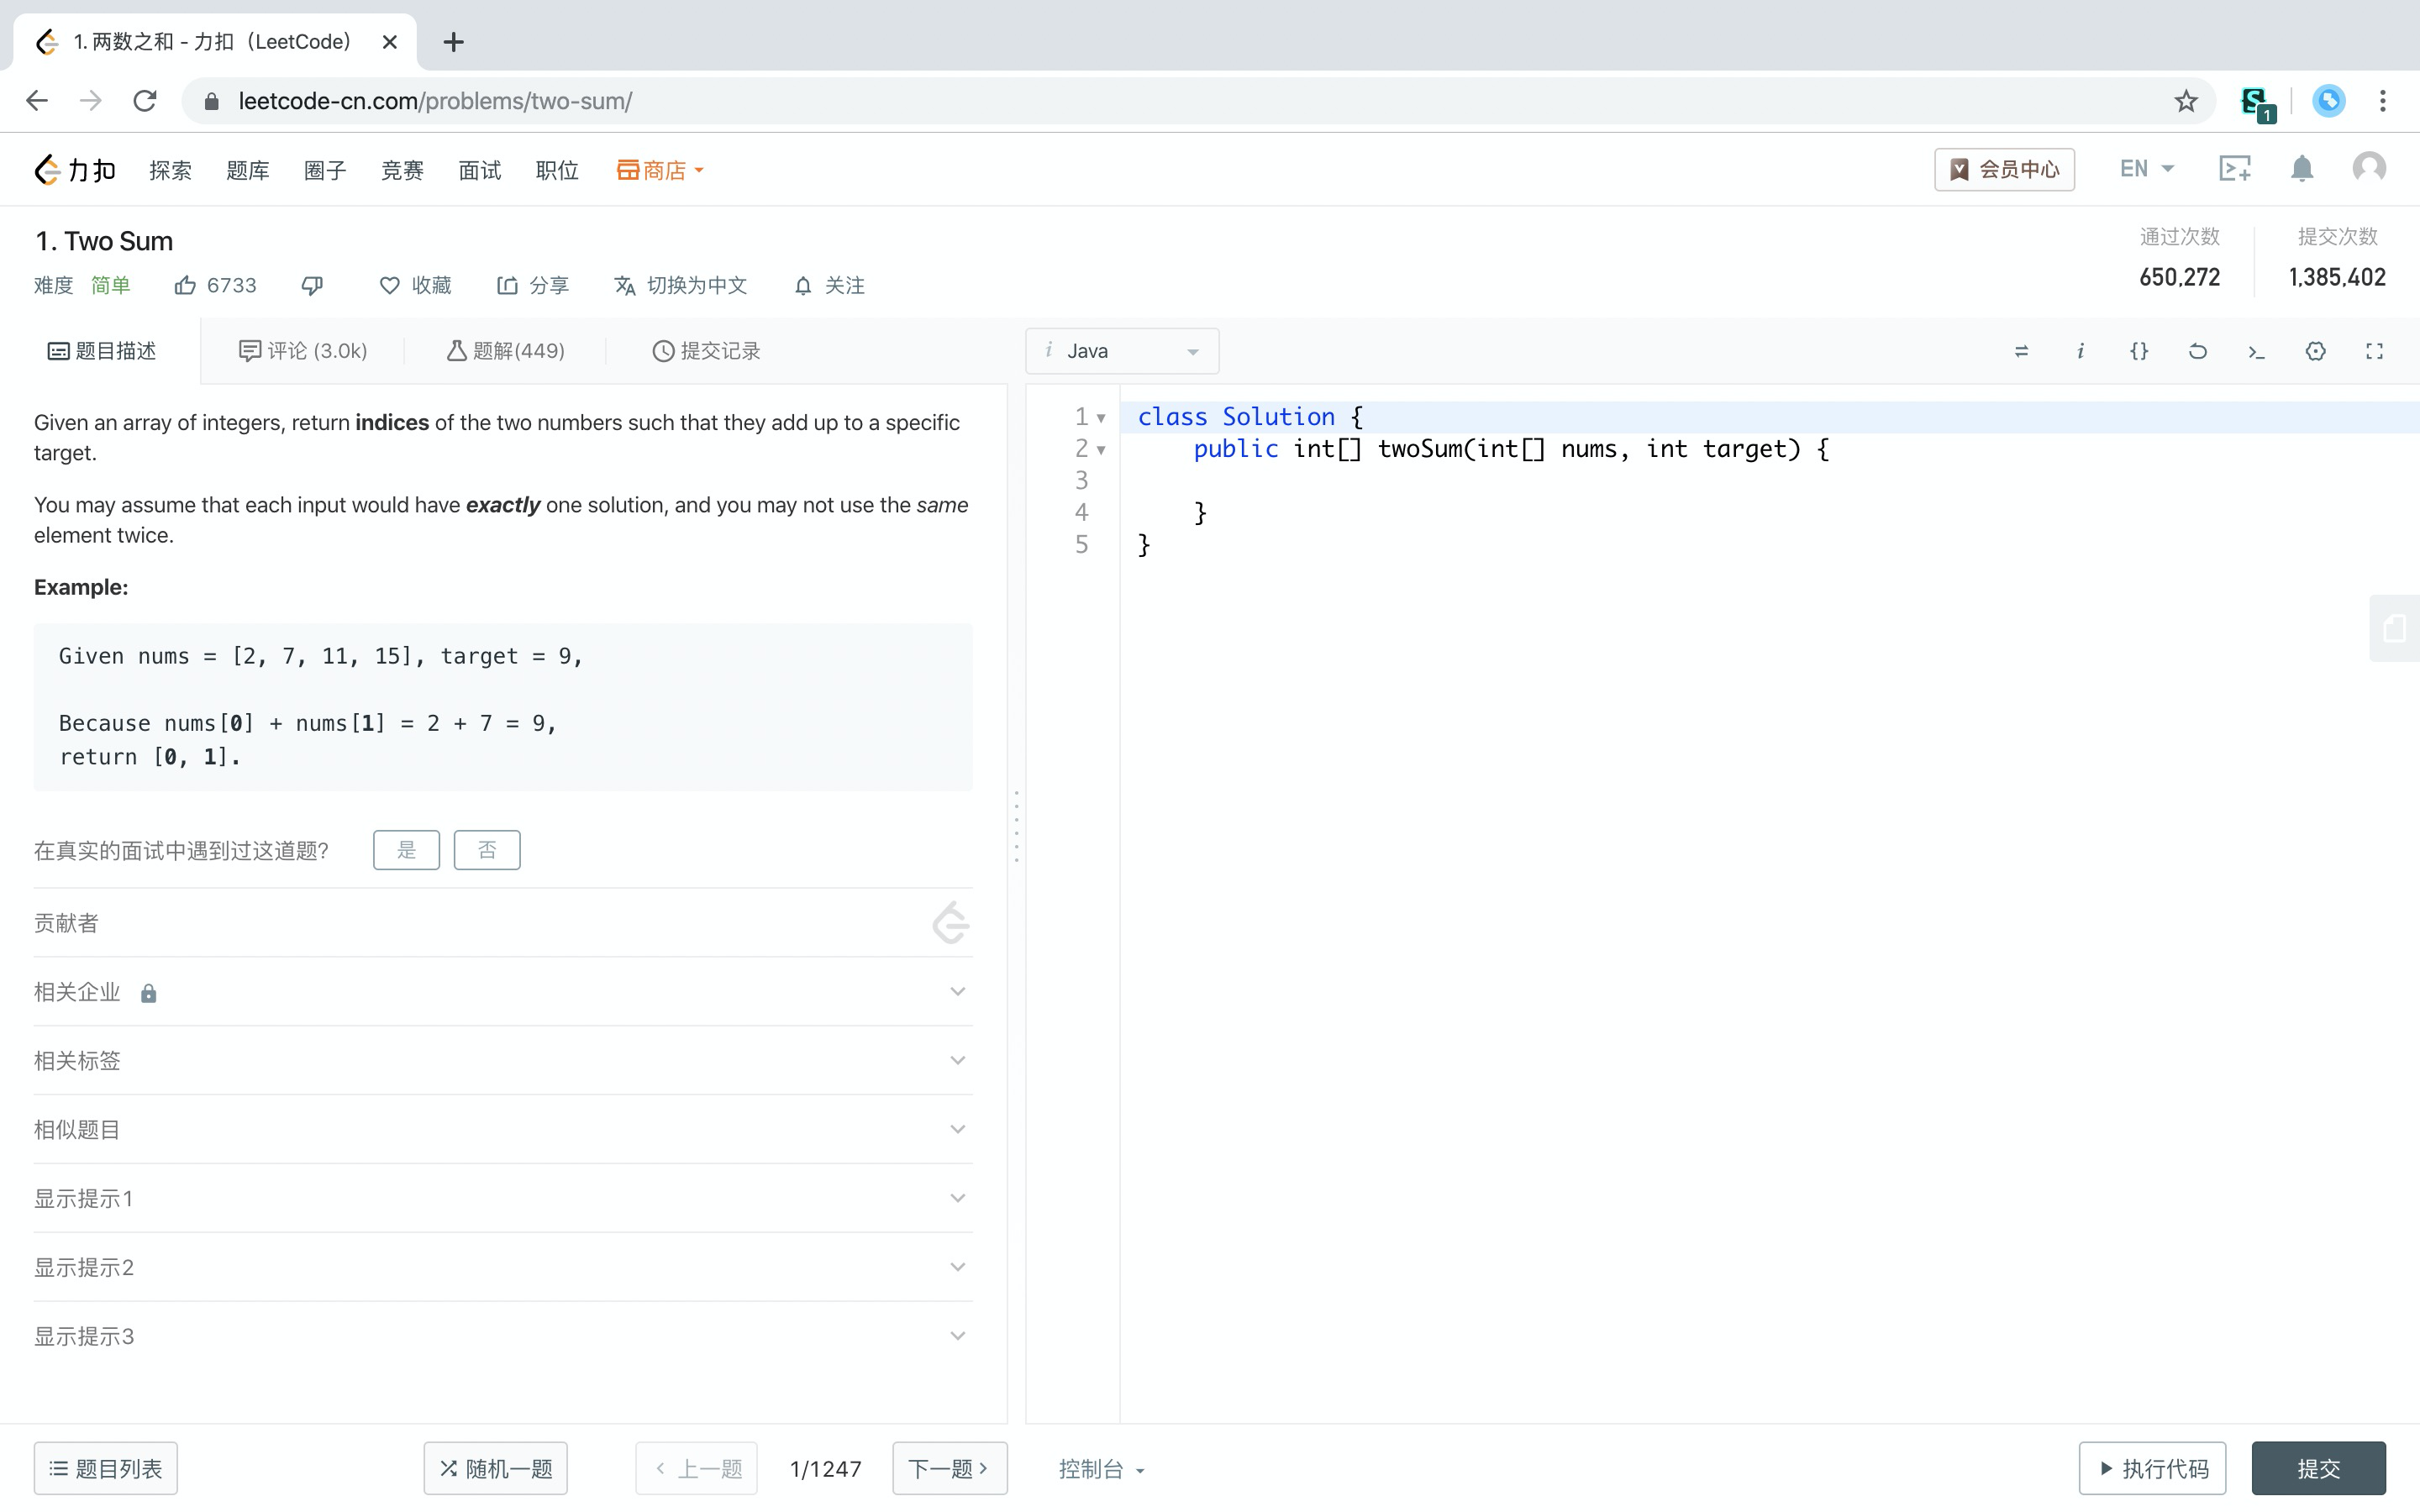 1. 两数之和 - 力扣（LeetCode）
leetcode-cn.com/problems/two-sum/
1
力扣 探索 题库 圈子 竞赛 面试 职位 商店 会员中心 EN
1. Two Sum
难度 简单 6733 收藏 分享 切换为中文 关注
通过次数 提交次数
650,272 1,385,402
题目描述 评论 (3.0k) 题解(449) 提交记录
i Java i {}
Given an array of integers, return indices of the two numbers such that they add up to a specific
target.
You may assume that each input would have exactly one solution, and you may not use the same
element twice.
Example:
Given nums = [2, 7, 11, 15], target = 9,
Because nums[0] + nums[1] = 2 + 7 = 9,
return [0, 1].
在真实的面试中遇到过这道题? 是 否
贡献者
相关企业
相关标签
相似题目
显示提示1
显示提示2
显示提示3
1 class Solution {
2 public int[] twoSum(int[] nums, int target) {
3
4 }
5 }
题目列表 随机一题 上一题 1/1247 下一题 控制台 执行代码 提交